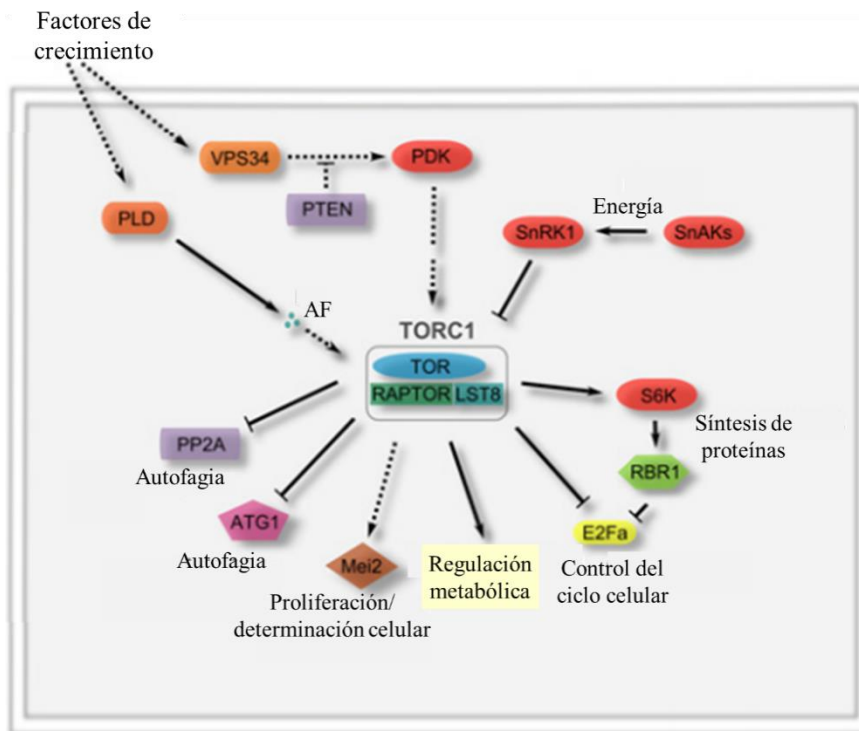 Factores de
crecimiento
VPS34
PDK
PTEN
PLD
Energía
SnRK1
SnAKs
AF
TORC1
TOR
RAPTOR LST8
S6K
Síntesis de
proteínas
PP2A
Autofagia
RBR1
ATG1
Autofagia
E2Fa
Mei2
Regulación
metabólica
Control del
ciclo celular
Proliferación/
determinación celular